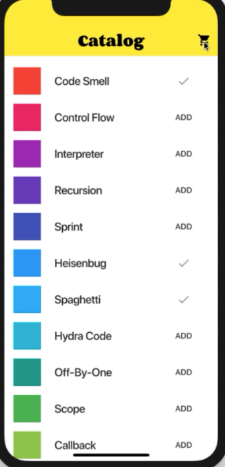 Catalog
Code Smell
Control Flow ADD
Interpreter ADD
Recursion ADD
Sprint ADD
Heisenbug
Spaghetti
Hydra Code ADD
Off-By-One ADD
Scope ADD
Callback ADD